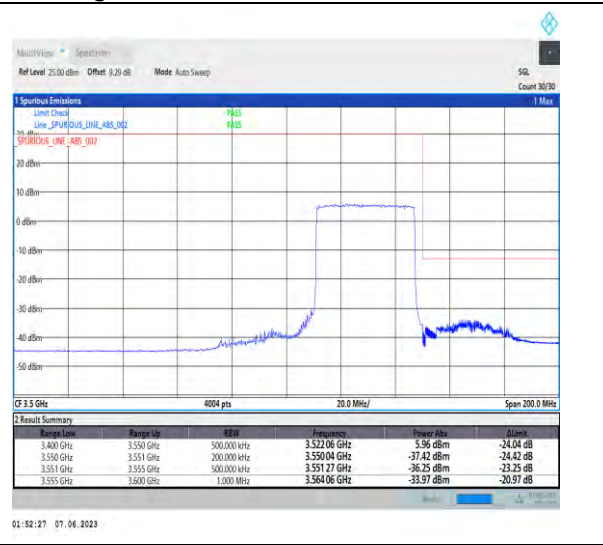 MultiView Spectrum
Ref Level 25.00 dBm Offset 9.29 dB Mode Auto Sweep SGL
Count 30/30
1 Spurious Emissions 1 Max
Limit Check PASS
Line _SPURIOUS_LINE_ABS_002 PASS
_SPURIOUS_LINE_ABS_002
20 dBm
10 dBm
0 dBm
-10 dBm
-20 dBm
-30 dBm
-40 dBm
-50 dBm
CF 3.5 GHz 4004 pts 20.0 MHz/ Span 200.0 MHz
2 Result Summary
Range Low Range Up RBW Frequency Power Abs ΔLimit
3.400 GHz 3.550 GHz 500.000 kHz 3.52206 GHz 5.96 dBm -24.04 dB
3.550 GHz 3.551 GHz 200.000 kHz 3.55004 GHz -37.42 dBm -24.42 dB
3.551 GHz 3.555 GHz 500.000 kHz 3.55127 GHz -36.25 dBm -23.25 dB
3.555 GHz 3.600 GHz 1.000 MHz 3.56406 GHz -33.97 dBm -20.97 dB
01:52:27 07.06.2023